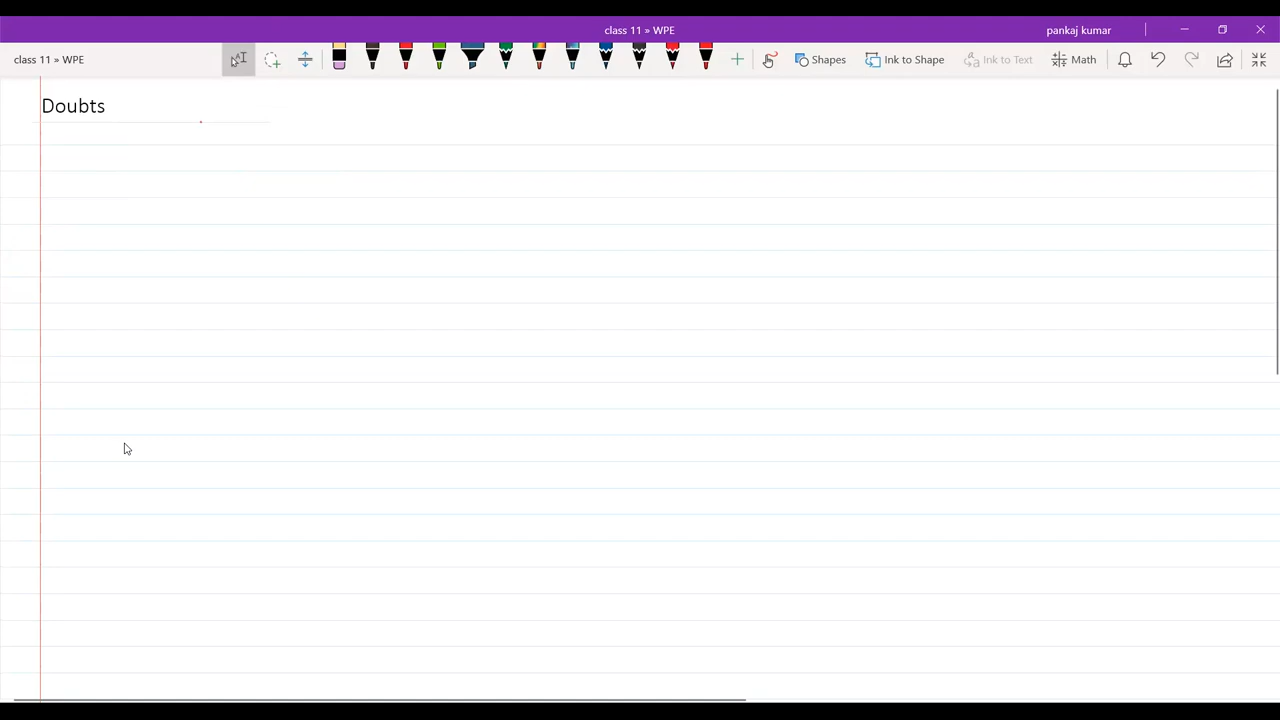 class 11 » WPE
pankaj kumar
class 11 » WPE
Shapes
Ink to Shape
Ink to Text
Math
Doubts